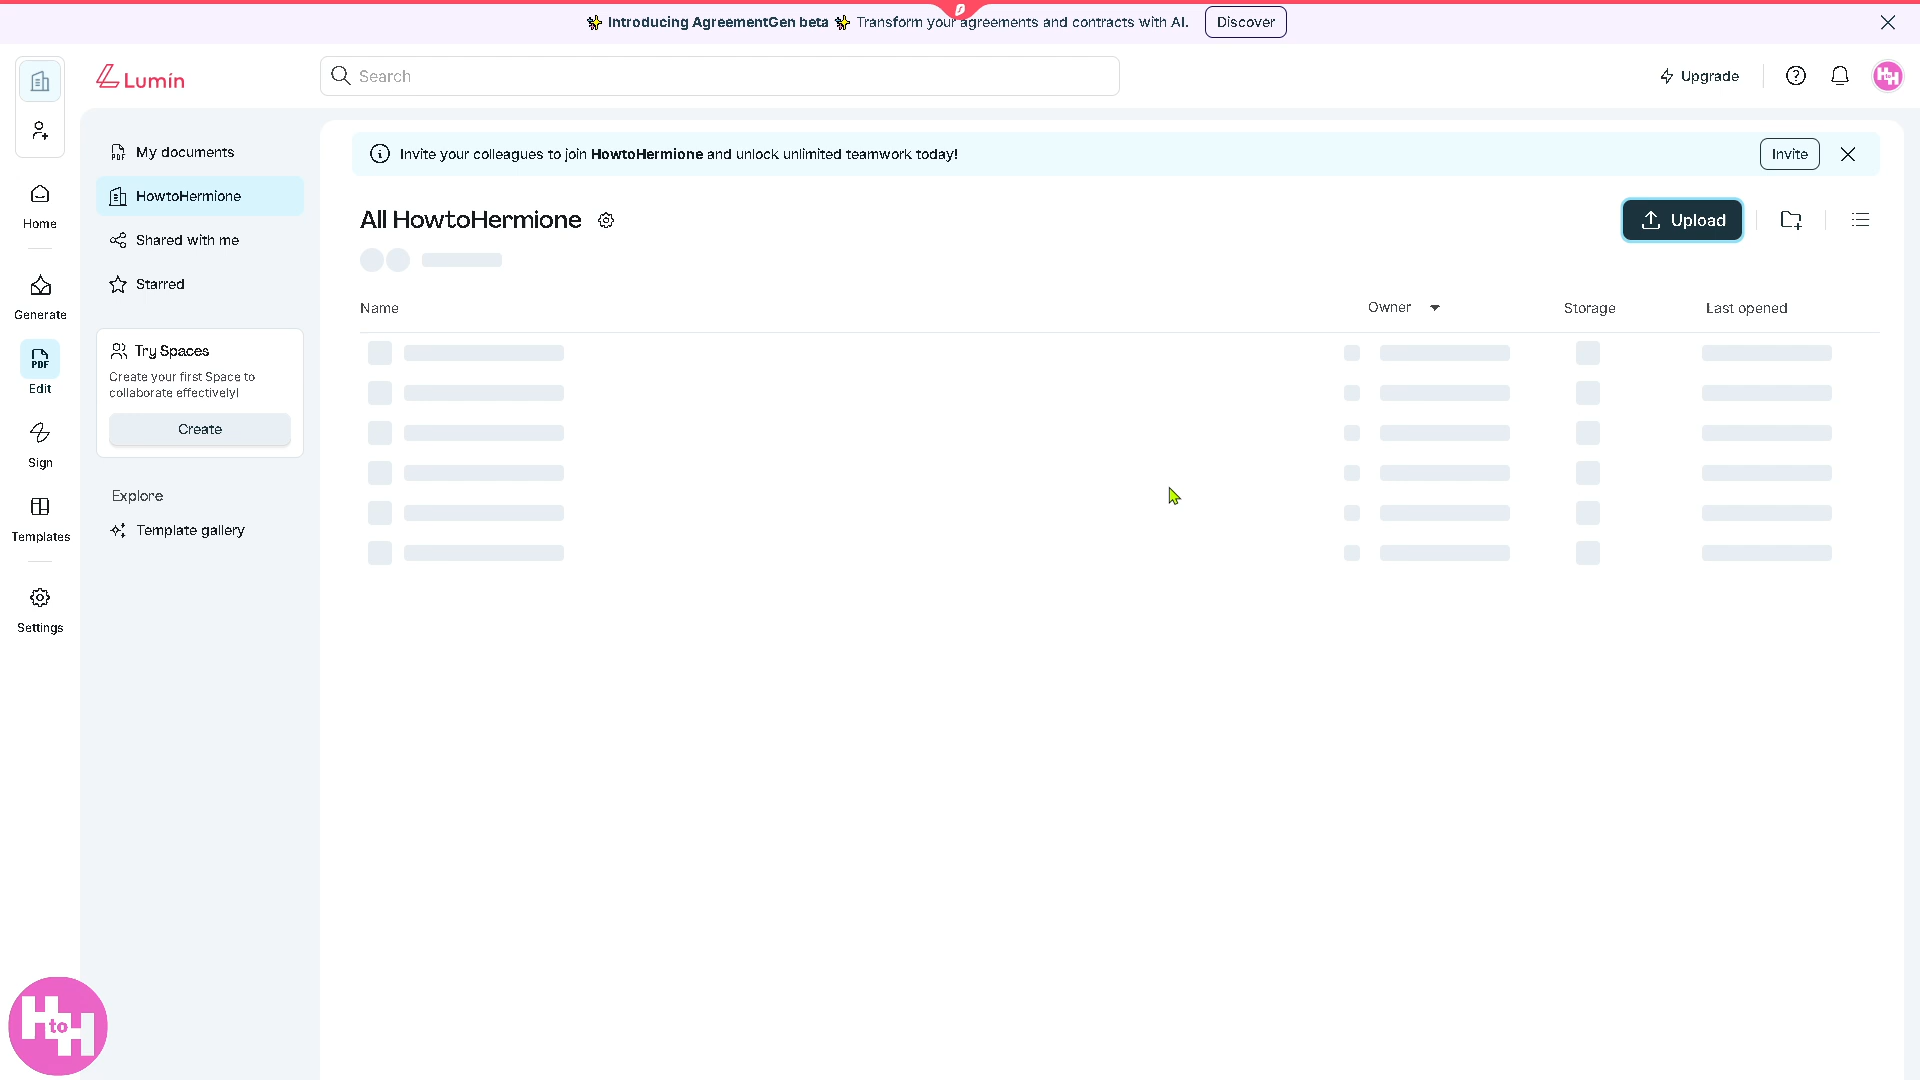 ✨ Introducing AgreementGen beta ✨ Transform your agreements and contracts with AI.
Discover
Lumin
Search
Upgrade
HtoH
My documents
Invite your colleagues to join HowtoHermione and unlock unlimited teamwork today!
Invite
HowtoHermione
Home
All HowtoHermione
Upload
Shared with me
Starred
Generate
Name
Owner
Storage
Last opened
Try Spaces
Create your first Space to
collaborate effectively!
Create
PDF
Edit
Sign
Explore
Template gallery
Templates
Settings
HtoH